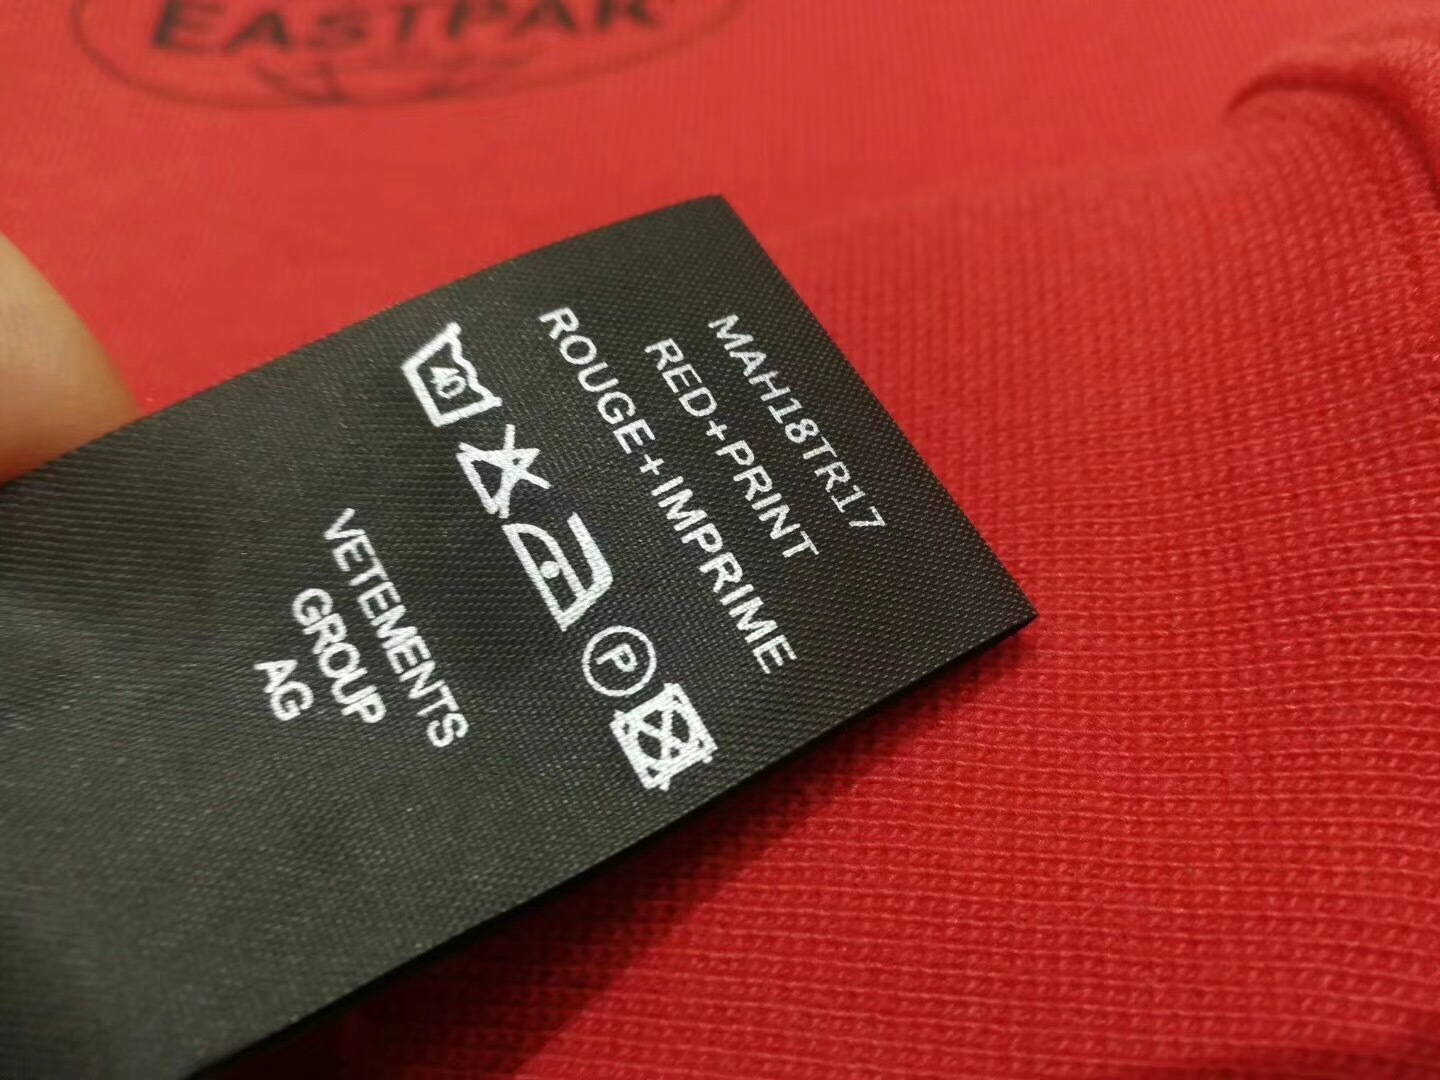 EASTPAK
MAH18TR17
RED+PRINT
ROUGE+IMPRIME
40
P
VETEMENTS
GROUP
AG